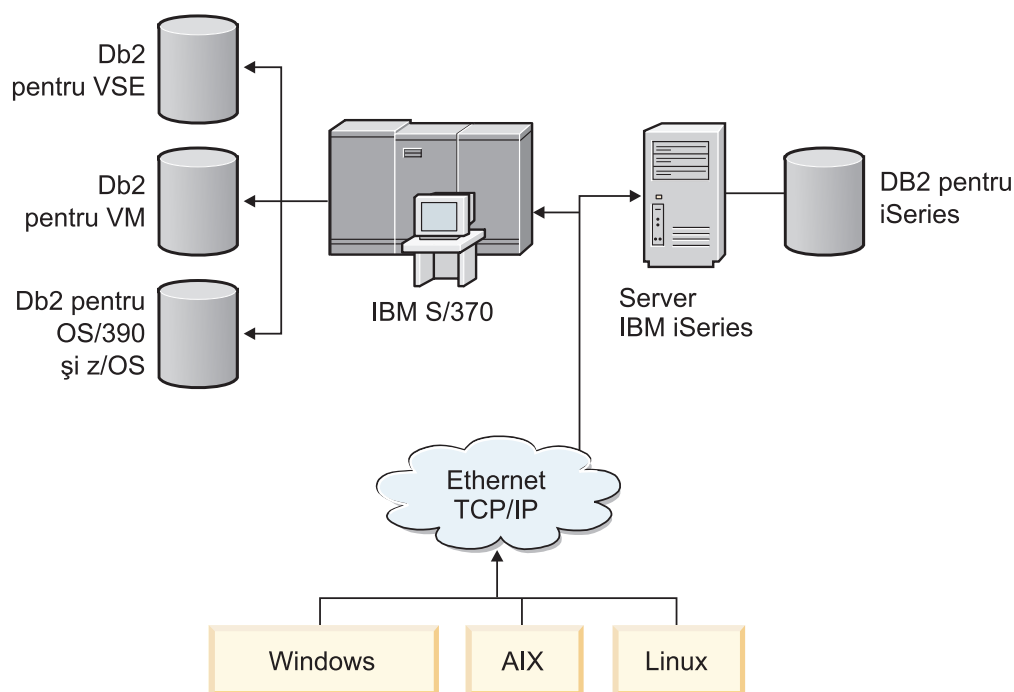 Db2
pentru VSE
Db2
pentru VM
Db2 pentru
OS/390
şi z/OS
IBM S/370
Server
IBM iSeries
DB2 pentru
iSeries
Ethernet
TCP/IP
Windows
AIX
Linux